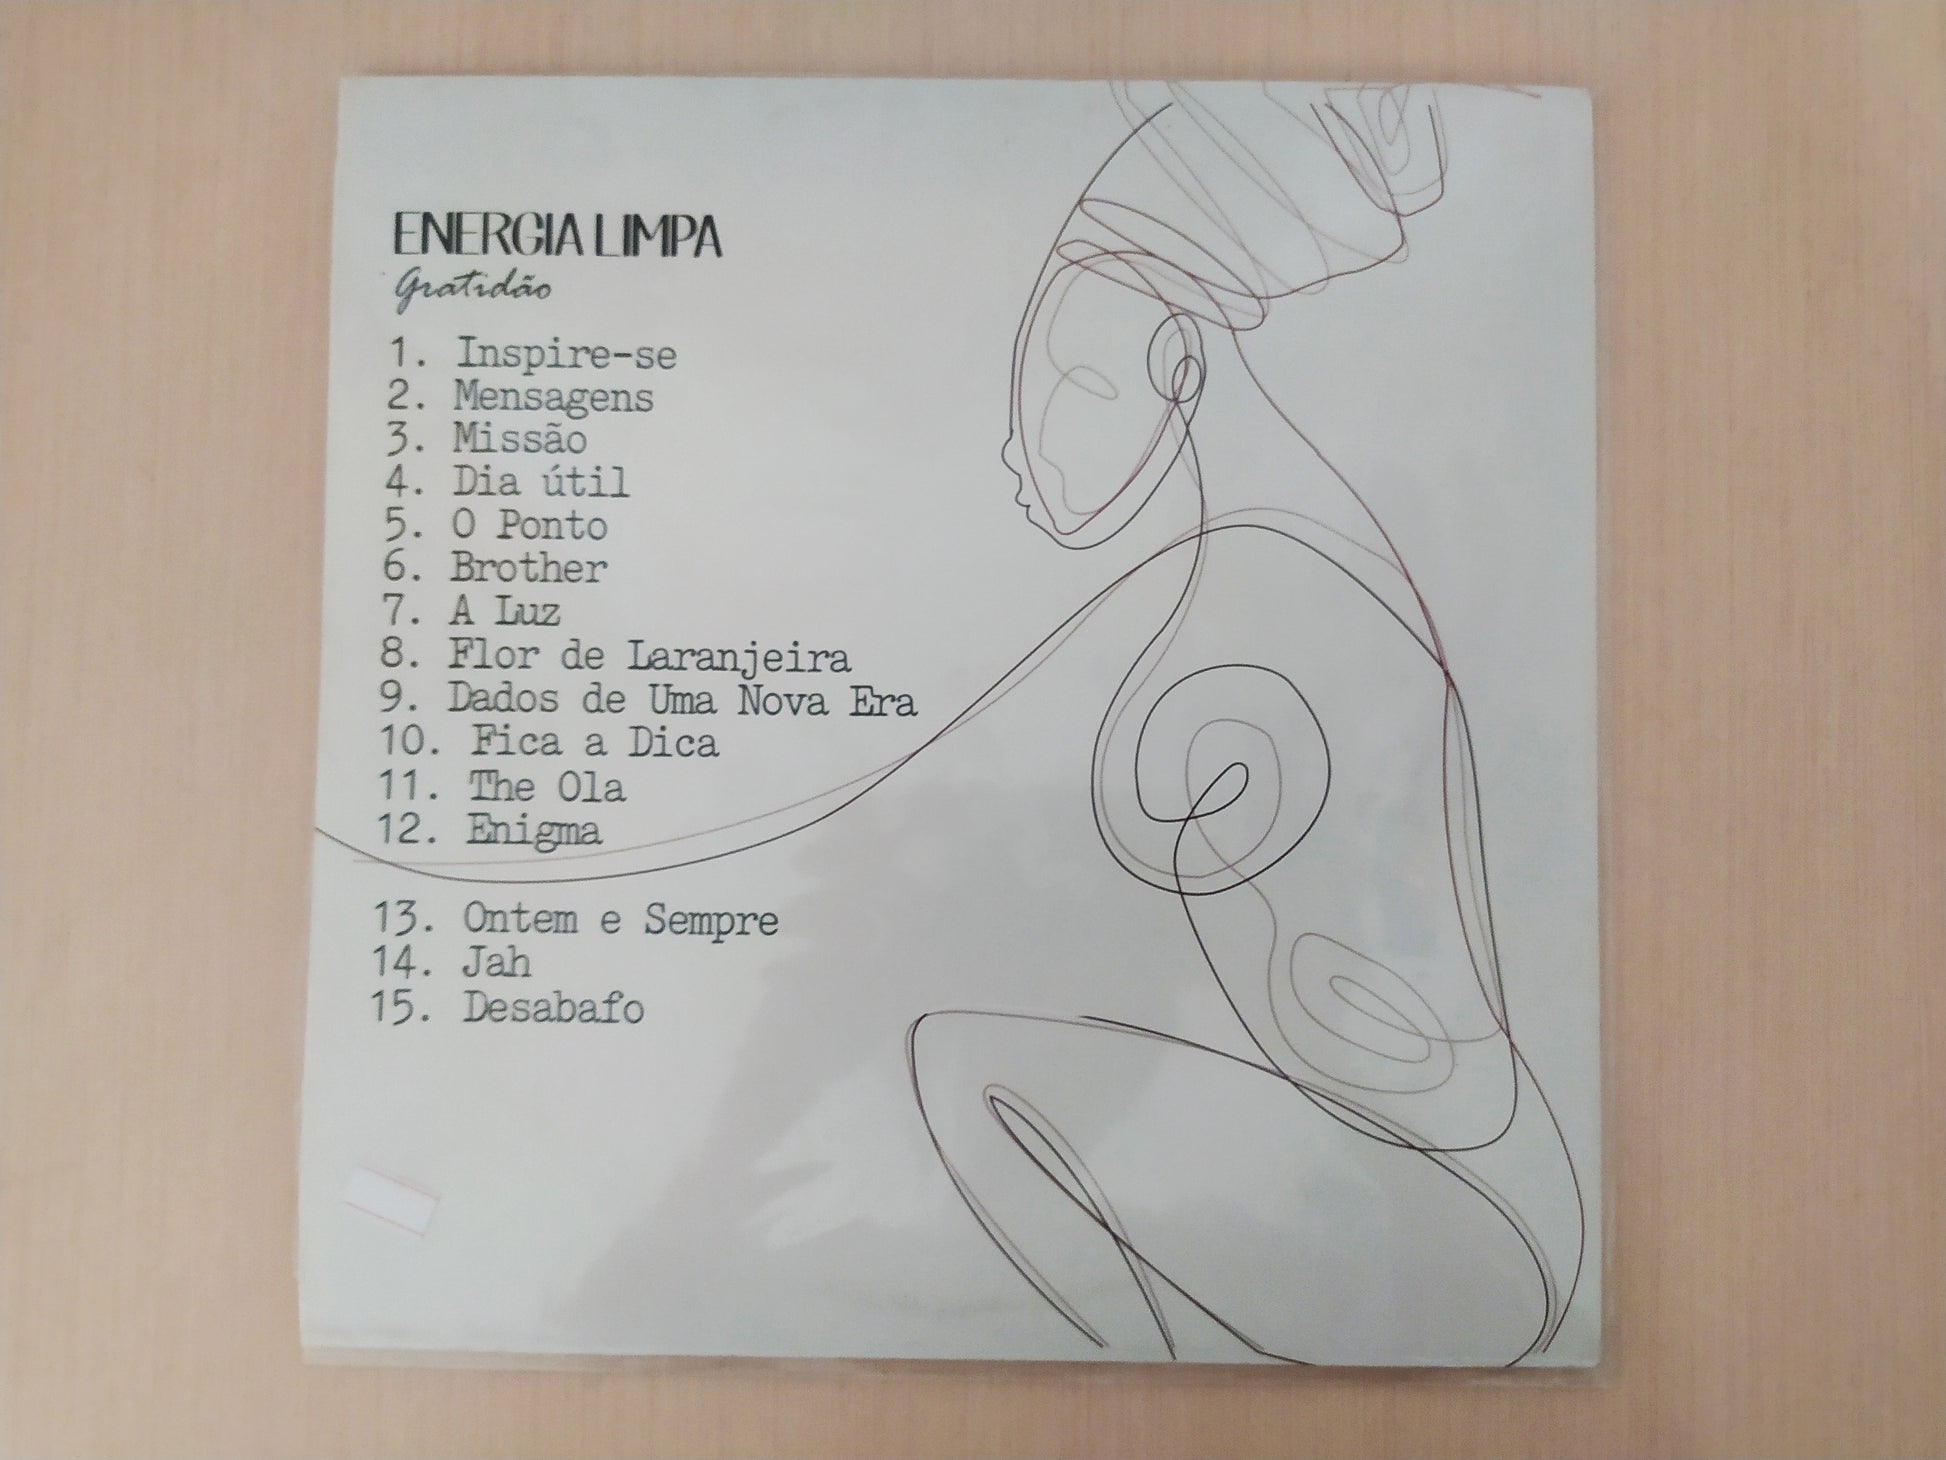 ENERGIA LIMPA
Gratidão
1. Inspire-se
2. Mensagens
3. Missão
4. Dia útil
5. O Ponto
6. Brother
7. A Luz
8. Flor de Laranjeira
9. Dados de Uma Nova Era
10. Fica a Dica
11. The Ola
12. Enigma
13. Ontem e Sempre
14. Jah
15. Desabafo